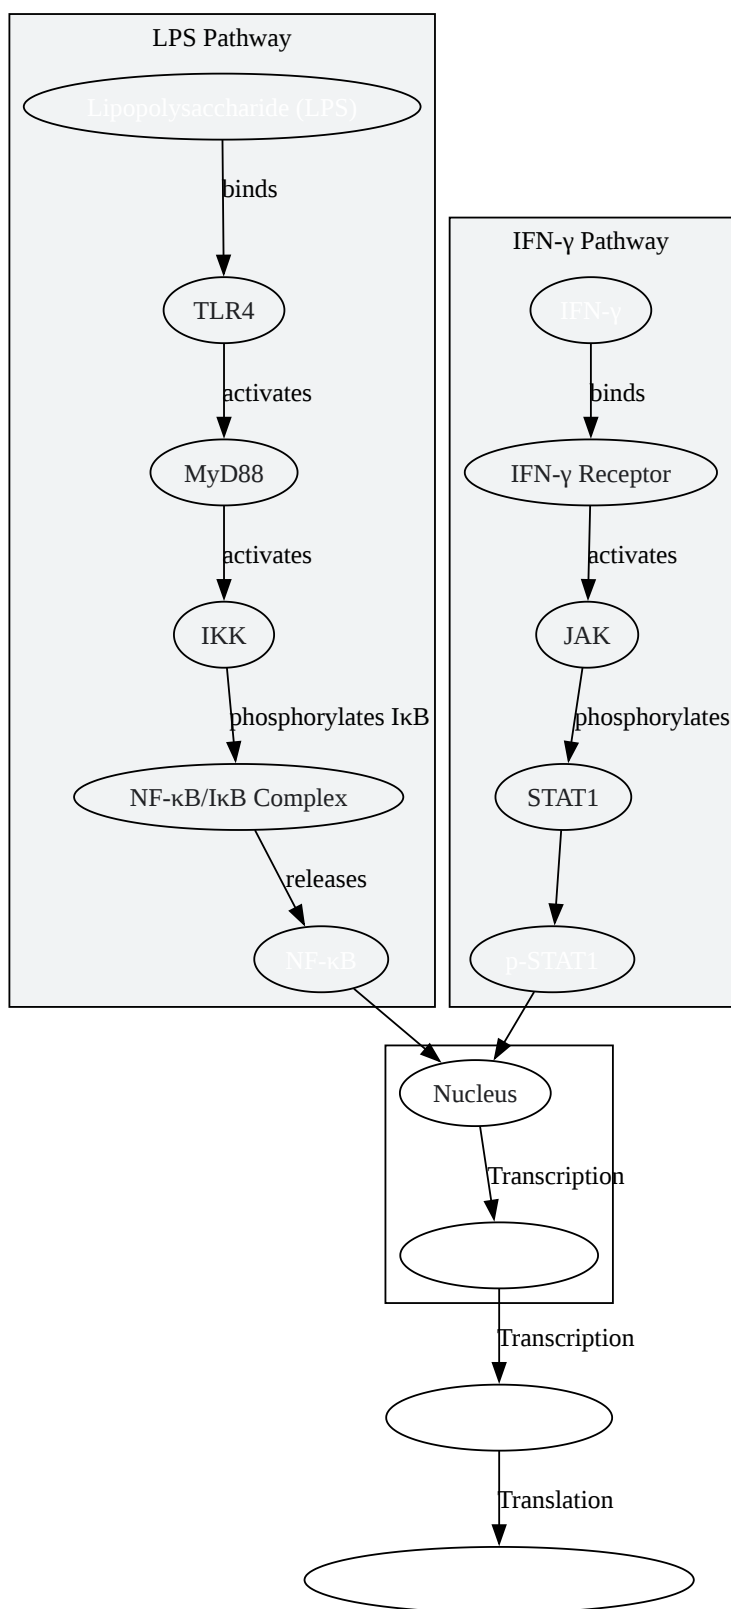 LPS Pathway
Lipopolysaccharide (LPS)
binds
TLR4
activates
MyD88
activates
IKK
phosphorylates IκB
NF-κB/IκB Complex
releases
NF-κB
IFN-γ Pathway
IFN-γ
binds
IFN-γ Receptor
activates
JAK
phosphorylates
STAT1
p-STAT1
Nucleus
Transcription
Transcription
Translation